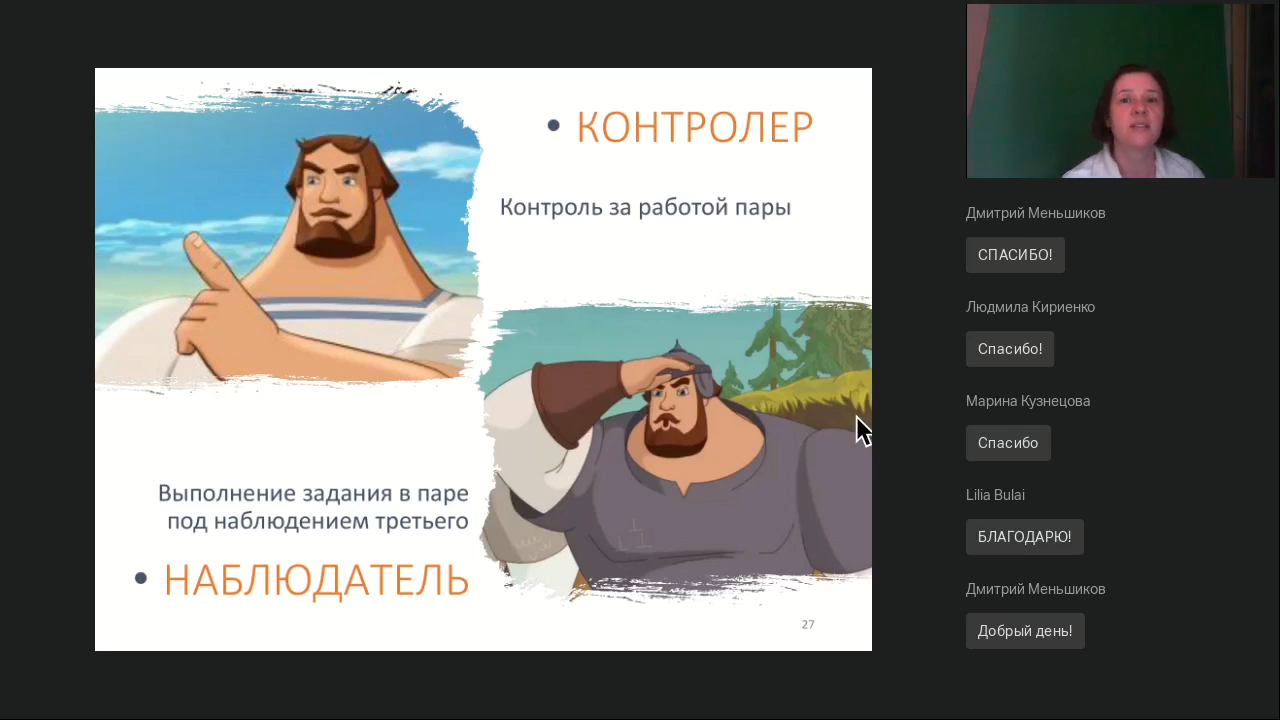 • КОНТРОЛЕР
Контроль за работой пары
Выполнение задания в паре
под наблюдением третьего
• НАБЛЮДАТЕЛЬ
27
Дмитрий Меньшиков
СПАСИБО!
Людмила Кириенко
Спасибо!
Марина Кузнецова
Спасибо
Lilia Bulai
БЛАГОДАРЮ!
Дмитрий Меньшиков
Добрый день!